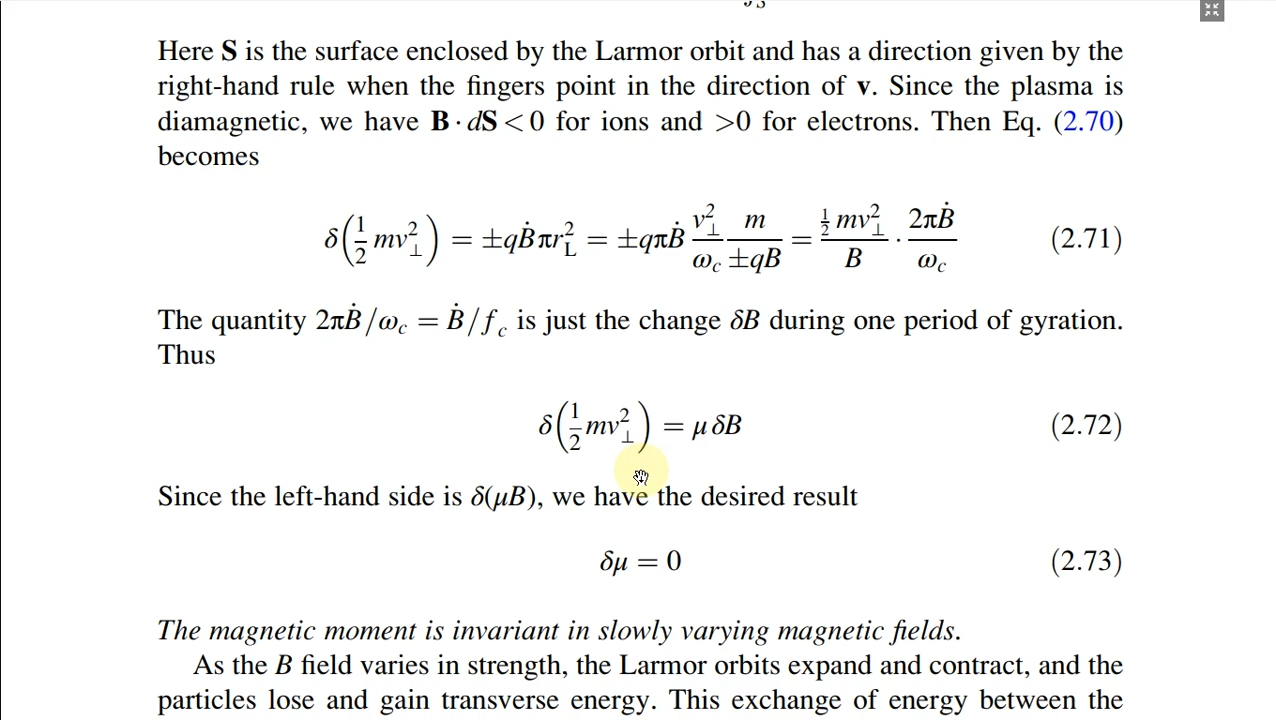 Here S is the surface enclosed by the Larmor orbit and has a direction given by the
right-hand rule when the fingers point in the direction of v. Since the plasma is
diamagnetic, we have B · dS < 0 for ions and >0 for electrons. Then Eq. (2.70)
becomes
δ(1/2 mv⊥²) = ±qḂπr_L² = ±qπḂ v⊥²/ω_c m/±qB = ½ mv⊥²/B · 2πḂ/ω_c (2.71)
The quantity 2πḂ/ω_c = Ḃ/f_c is just the change δB during one period of gyration.
Thus
δ(1/2 mv⊥²) = μ δB (2.72)
Since the left-hand side is δ(μB), we have the desired result
δμ = 0 (2.73)
The magnetic moment is invariant in slowly varying magnetic fields.
As the B field varies in strength, the Larmor orbits expand and contract, and the
particles lose and gain transverse energy. This exchange of energy between the